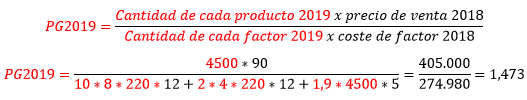 PG2019 = Cantidad de cada producto 2019 x precio de venta 2018 / Cantidad de cada factor 2019 x coste de factor 2018
PG2019 = 4500 * 90 / 10 * 8 * 220 * 12 + 2 * 4 * 220 * 12 + 1,9 * 4500 * 5 = 405.000 / 274.980 = 1,473